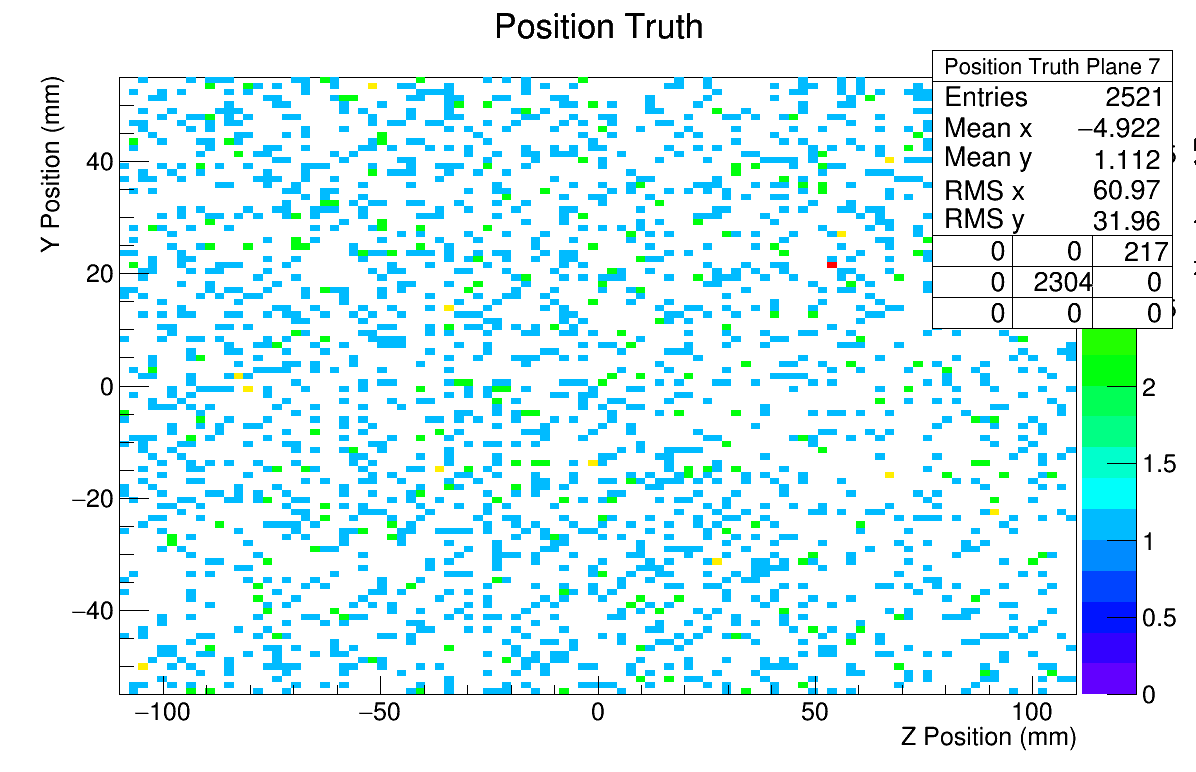 Position Truth
Position Truth Plane 7
Entries 2521
Mean x −4.922
Mean y 1.112
RMS x 60.97
RMS y 31.96
0 0 217
0 2304 0
0 0 0
Y Position (mm)
40
20
0
−20
−40
−100 −50 0 50 100
Z Position (mm)
2
1.5
1
0.5
0